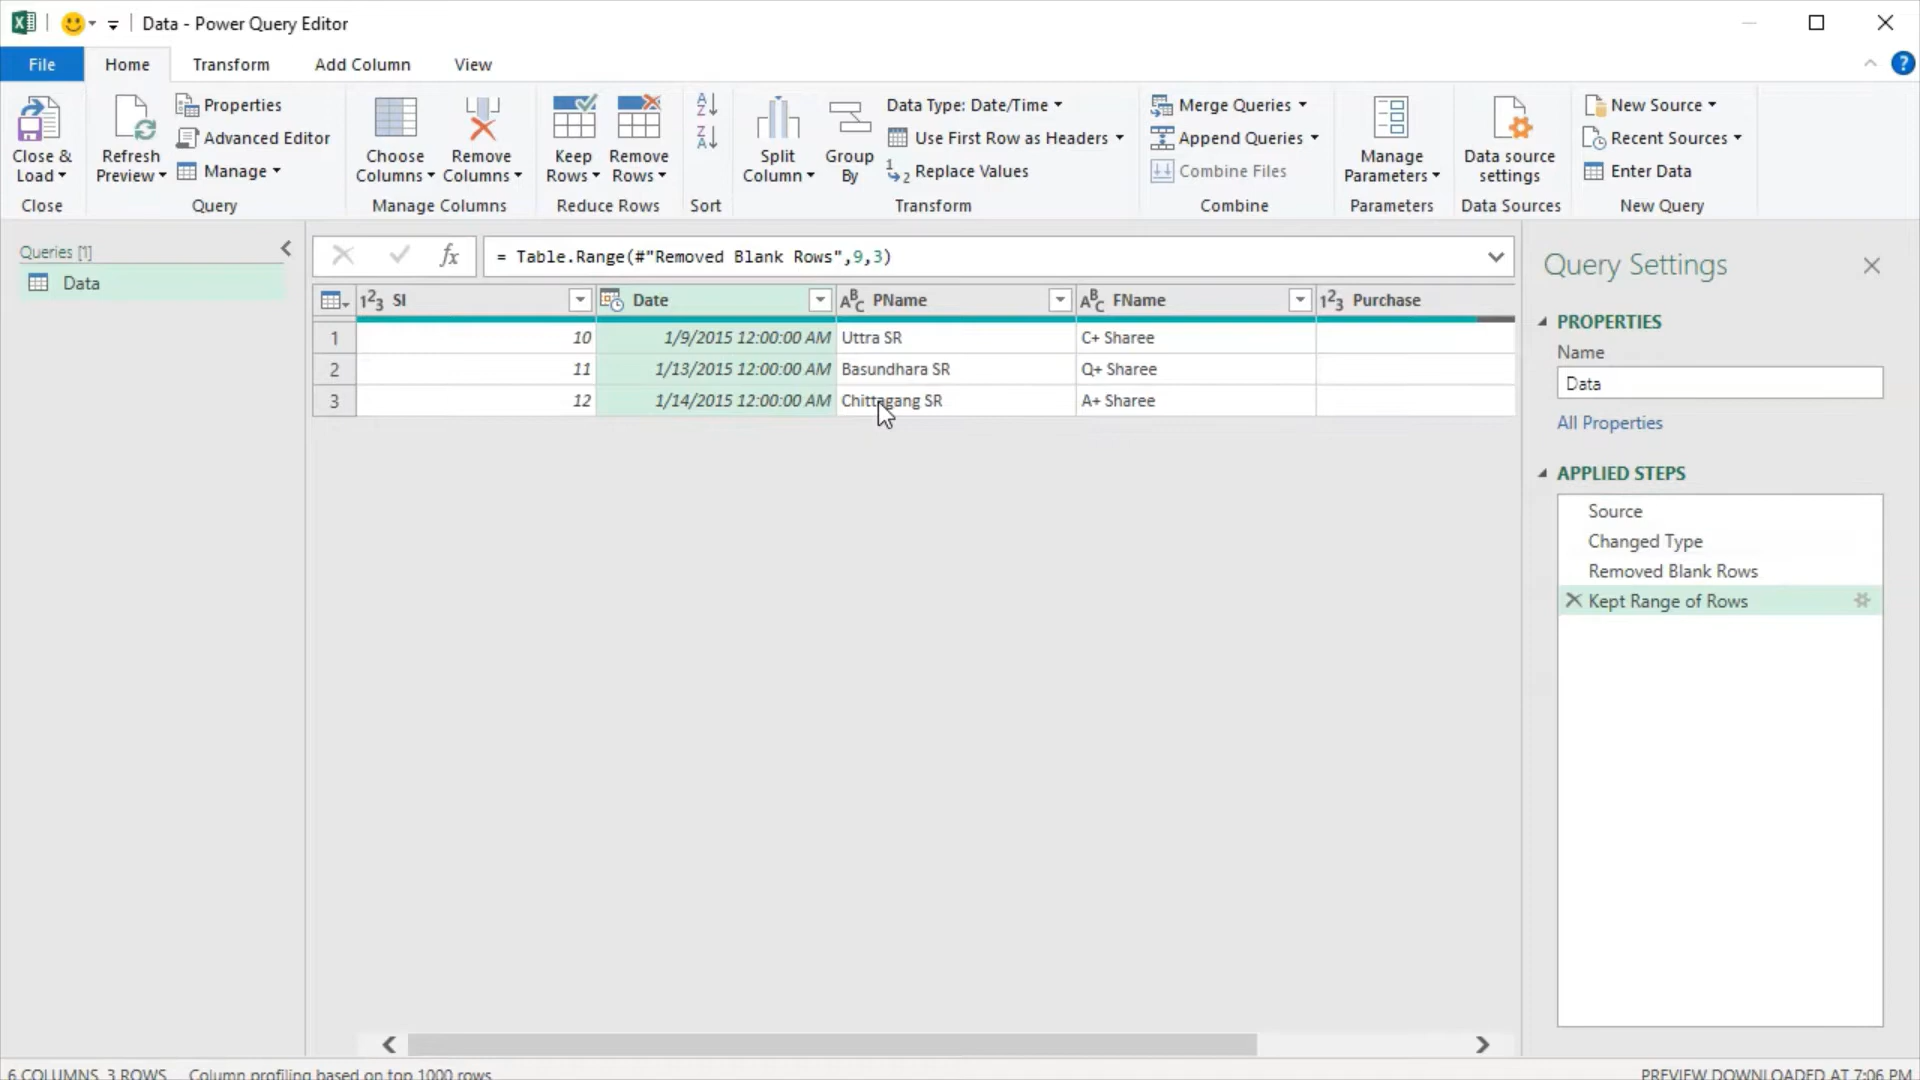 Data - Power Query Editor
File Home Transform Add Column View
Close & Load
Close
Refresh Preview
Properties
Advanced Editor
Manage
Query
Choose Columns
Remove Columns
Manage Columns
Keep Rows
Remove Rows
Reduce Rows
Sort
Split Column
Group By
Data Type: Date/Time
Use First Row as Headers
Replace Values
Transform
Merge Queries
Append Queries
Combine Files
Combine
Manage Parameters
Parameters
Data source settings
Data Sources
New Source
Recent Sources
Enter Data
New Query
Queries [1]
Data
fx = Table.Range(#"Removed Blank Rows",9,3)
SI Date PName FName Purchase
1 10 1/9/2015 12:00:00 AM Uttra SR C+ Sharee
2 11 1/13/2015 12:00:00 AM Basundhara SR Q+ Sharee
3 12 1/14/2015 12:00:00 AM Chittagang SR A+ Sharee
Query Settings
PROPERTIES
Name
Data
All Properties
APPLIED STEPS
Source
Changed Type
Removed Blank Rows
Kept Range of Rows
6 COLUMNS, 3 ROWS Column profiling based on top 1000 rows
PREVIEW DOWNLOADED AT 7:06 PM